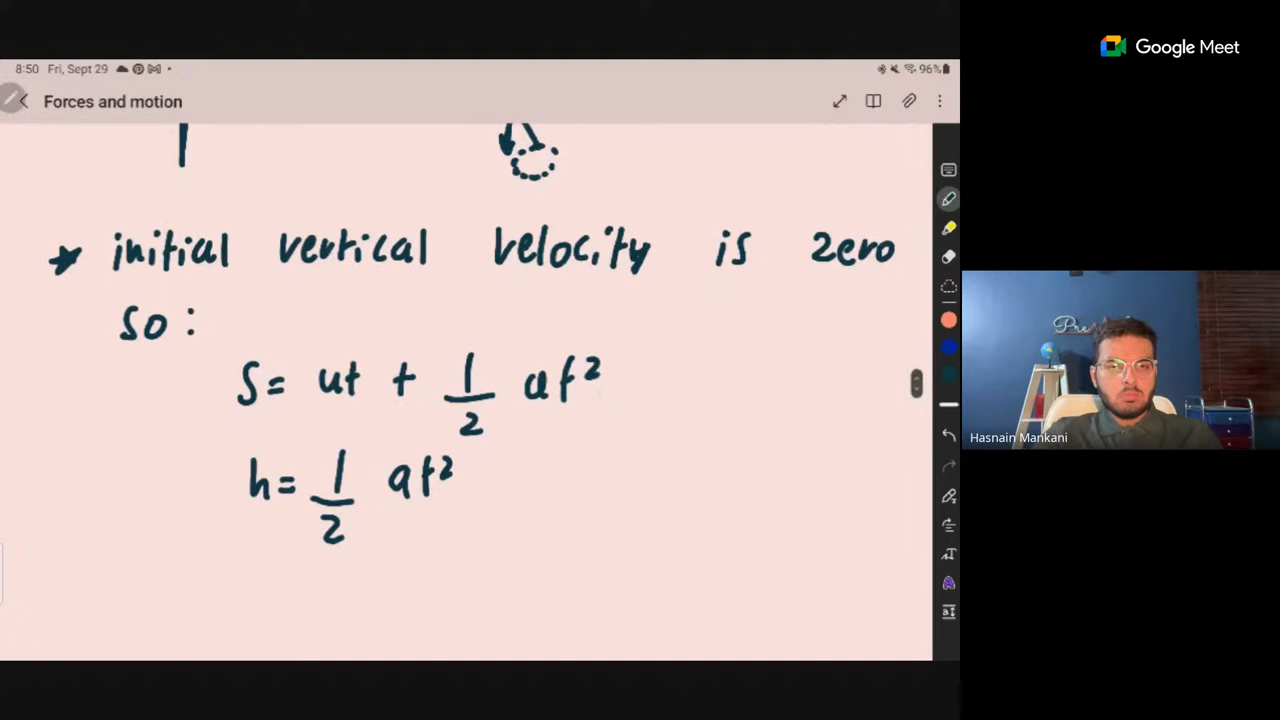 Google Meet
8:50 Fri, Sept 29
96%
Forces and motion
initial vertical velocity is zero
so:
S = ut + 1/2 at²
h = 1/2 at²
Hasnain Mankani